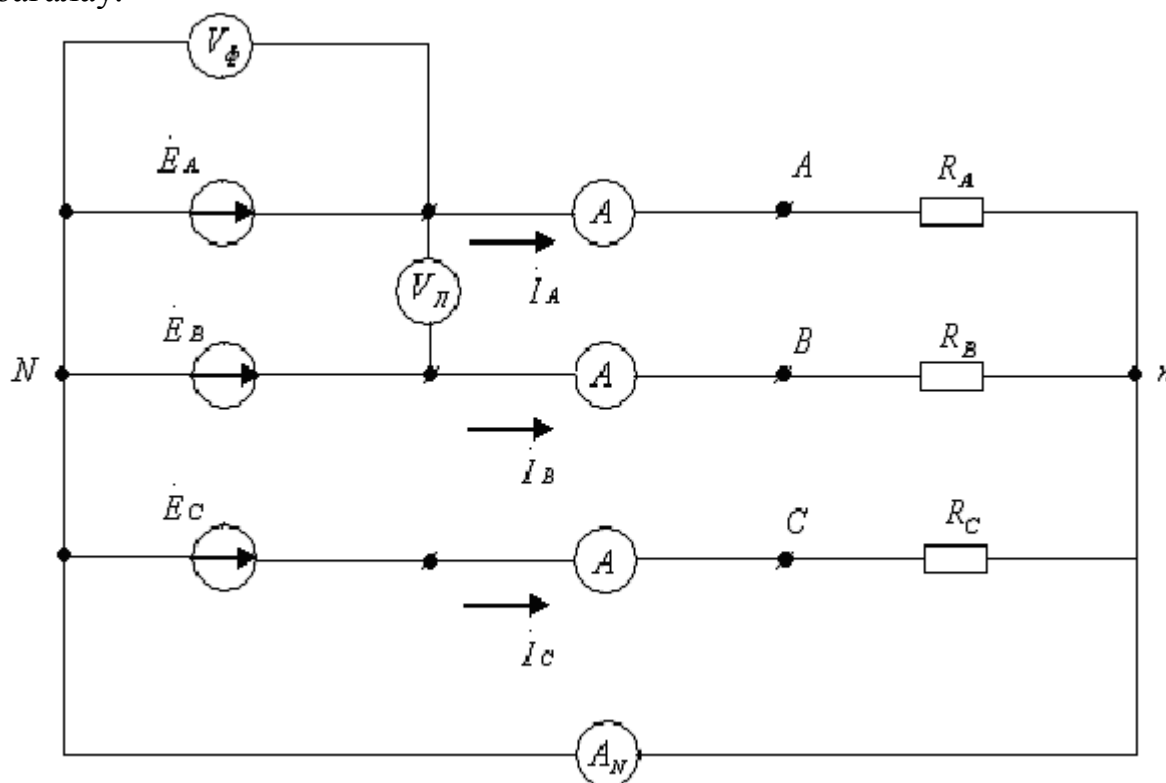 V_Ф
Ė_A A R_A
A
İ_A
V_Л
Ė_B B R_B
N A
İ_B
Ė_C C R_C
A
İ_C
A_N